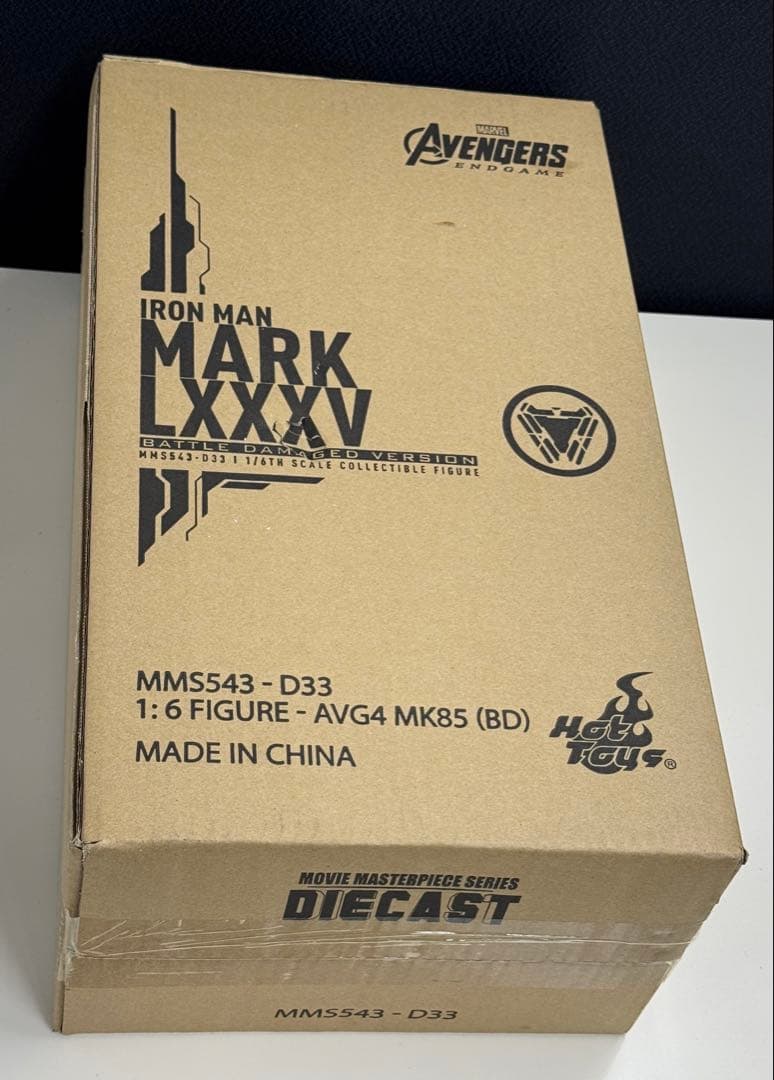 MARVEL
AVENGERS
ENDGAME
IRON MAN
MARK
LXXXV
BATTLE DAMAGED VERSION
MMS543-D33 | 1/6TH SCALE COLLECTIBLE FIGURE
MMS543 - D33
1: 6 FIGURE - AVG4 MK85 (BD)
MADE IN CHINA
Hot
Toys®
MOVIE MASTERPIECE SERIES
DIECAST
MMS543 - D33